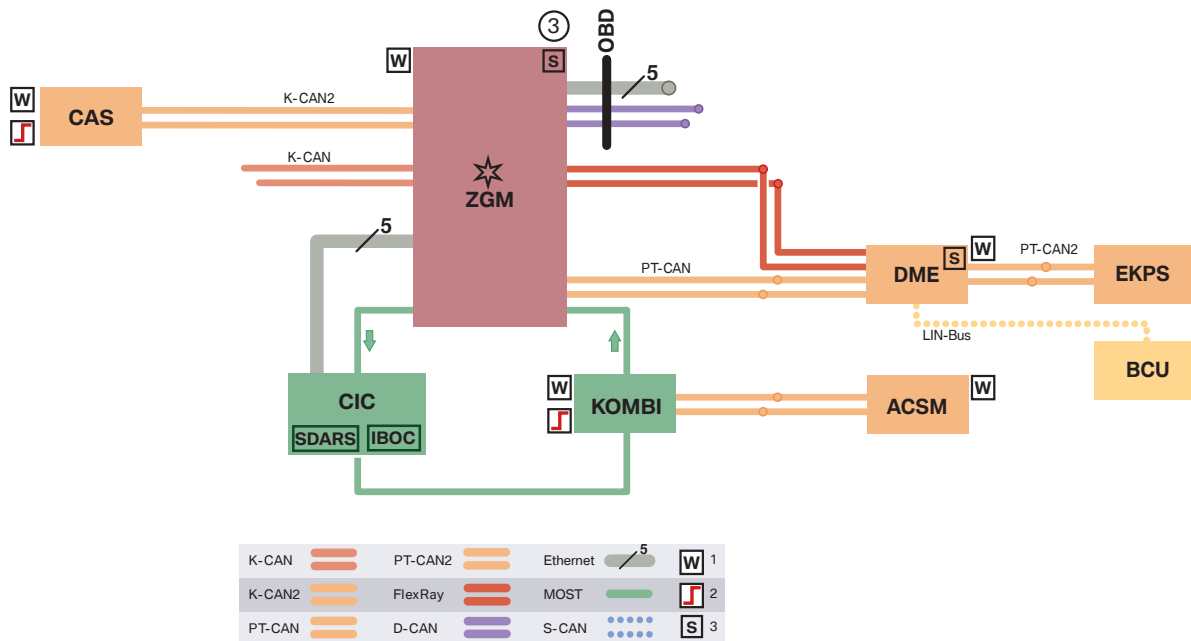 3
OBD
W
S
5
W
CAS
K-CAN2
K-CAN
ZGM
5
PT-CAN
DME
S
W
PT-CAN2
EKPS
LIN-Bus
BCU
CIC
SDARS IBOC
W
KOMBI
ACSM
W
K-CAN PT-CAN2 Ethernet 5 W 1
K-CAN2 FlexRay MOST 2
PT-CAN D-CAN S-CAN S 3